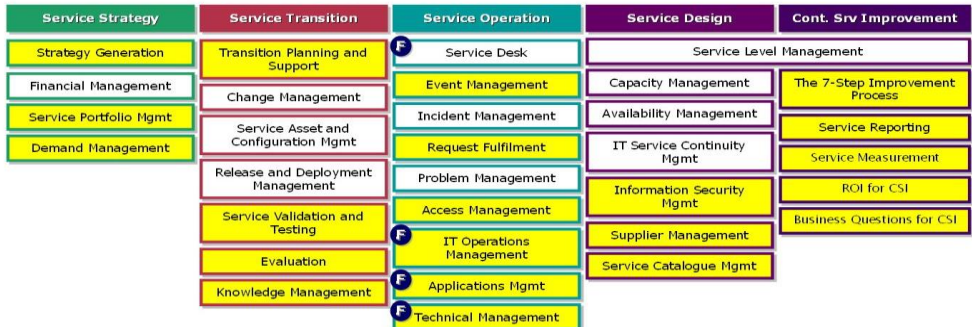 Service Strategy
Strategy Generation
Financial Management
Service Portfolio Mgmt
Demand Management
Service Transition
Transition Planning and
Support
Change Management
Service Asset and
Configuration Mgmt
Release and Deployment
Management
Service Validation and
Testing
Evaluation
Knowledge Management
Service Operation
F
Service Desk
Event Management
Incident Management
Request Fulfilment
Problem Management
Access Management
F
IT Operations
Management
F
Applications Mgmt
F
Technical Management
Service Design
Cont. Srv Improvement
Service Level Management
Capacity Management
Availability Management
IT Service Continuity
Mgmt
Information Security
Mgmt
Supplier Management
Service Catalogue Mgmt
The 7-Step Improvement
Process
Service Reporting
Service Measurement
ROI for CSI
Business Questions for CSI